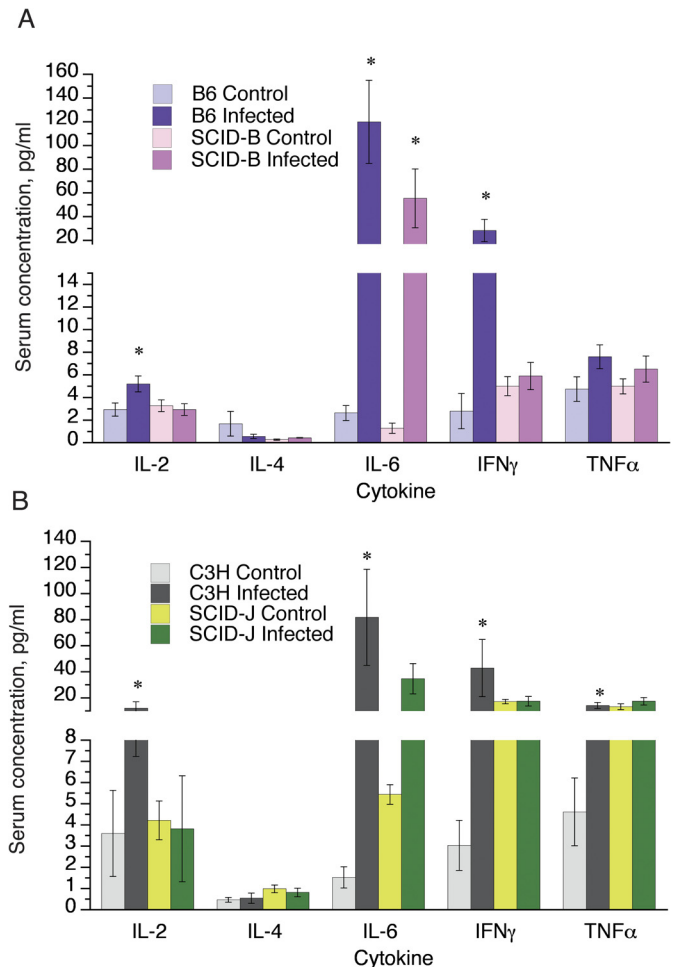 A
Serum concentration, pg/ml
160
140
120
100
80
60
40
20
14
12
10
8
6
4
2
0
B6 Control
B6 Infected
SCID-B Control
SCID-B Infected
*
*
*
*
IL-2 IL-4 IL-6 IFNγ TNFα
Cytokine
B
Serum concentration, pg/ml
140
120
100
80
60
40
20
8
7
6
5
4
3
2
1
0
C3H Control
C3H Infected
SCID-J Control
SCID-J Infected
*
*
*
*
IL-2 IL-4 IL-6 IFNγ TNFα
Cytokine